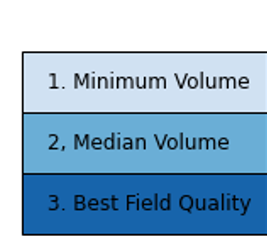 1. Minimum Volume
2, Median Volume
3. Best Field Quality